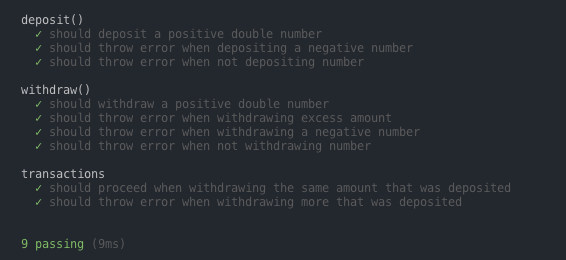 deposit()
✓ should deposit a positive double number
✓ should throw error when depositing a negative number
✓ should throw error when not depositing number
withdraw()
✓ should withdraw a positive double number
✓ should throw error when withdrawing excess amount
✓ should throw error when withdrawing a negative number
✓ should throw error when not withdrawing number
transactions
✓ should proceed when withdrawing the same amount that was deposited
✓ should throw error when withdrawing more that was deposited
9 passing (9ms)